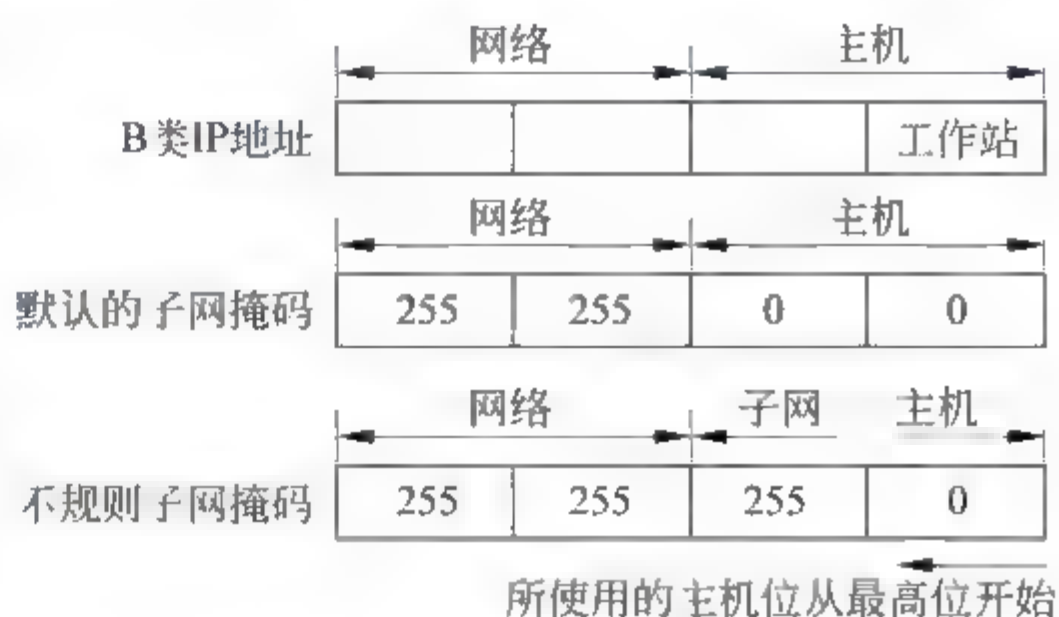 网络 主机
B类IP地址 工作站
网络 主机
默认的子网掩码 255 255 0 0
网络 子网 主机
不规则子网掩码 255 255 255 0
所使用的主机位从最高位开始